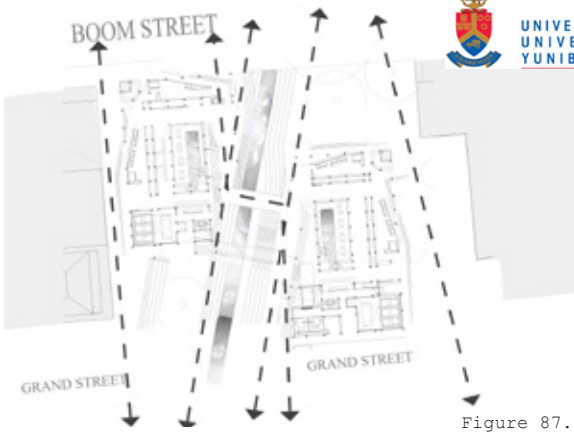 BOOM STREET
UNIVE
UNIVE
YUNIB
GRAND STREET
GRAND STREET
Figure 87.